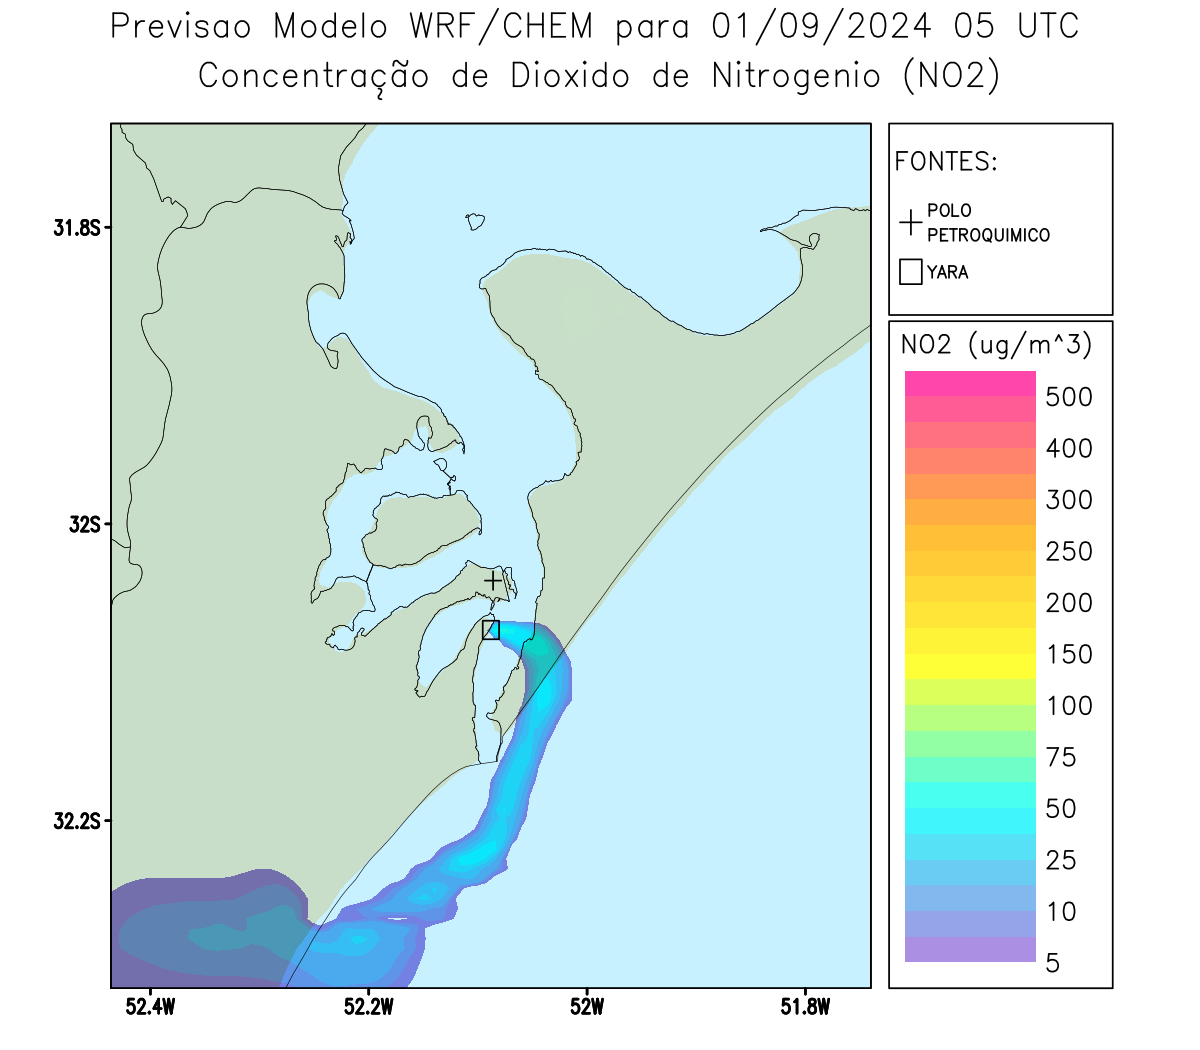 Previsao Modelo WRF/CHEM para 01/09/2024 05 UTC
Concentração de Dioxido de Nitrogenio (NO2)
FONTES:
POLO
PETROQUIMICO
YARA
NO2 (ug/m^3)
500
400
300
250
200
150
100
75
50
25
10
5
31.8S
32S
32.2S
52.4W
52.2W
52W
51.8W